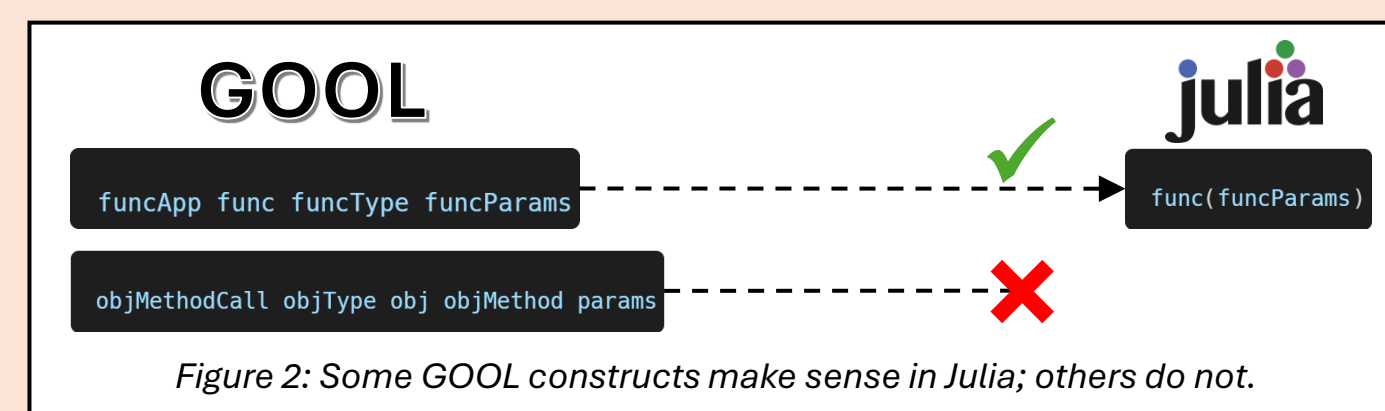 GOOL
julia
funcApp func funcType funcParams
func(funcParams)
objMethodCall objType obj objMethod params
Figure 2: Some GOOL constructs make sense in Julia; others do not.